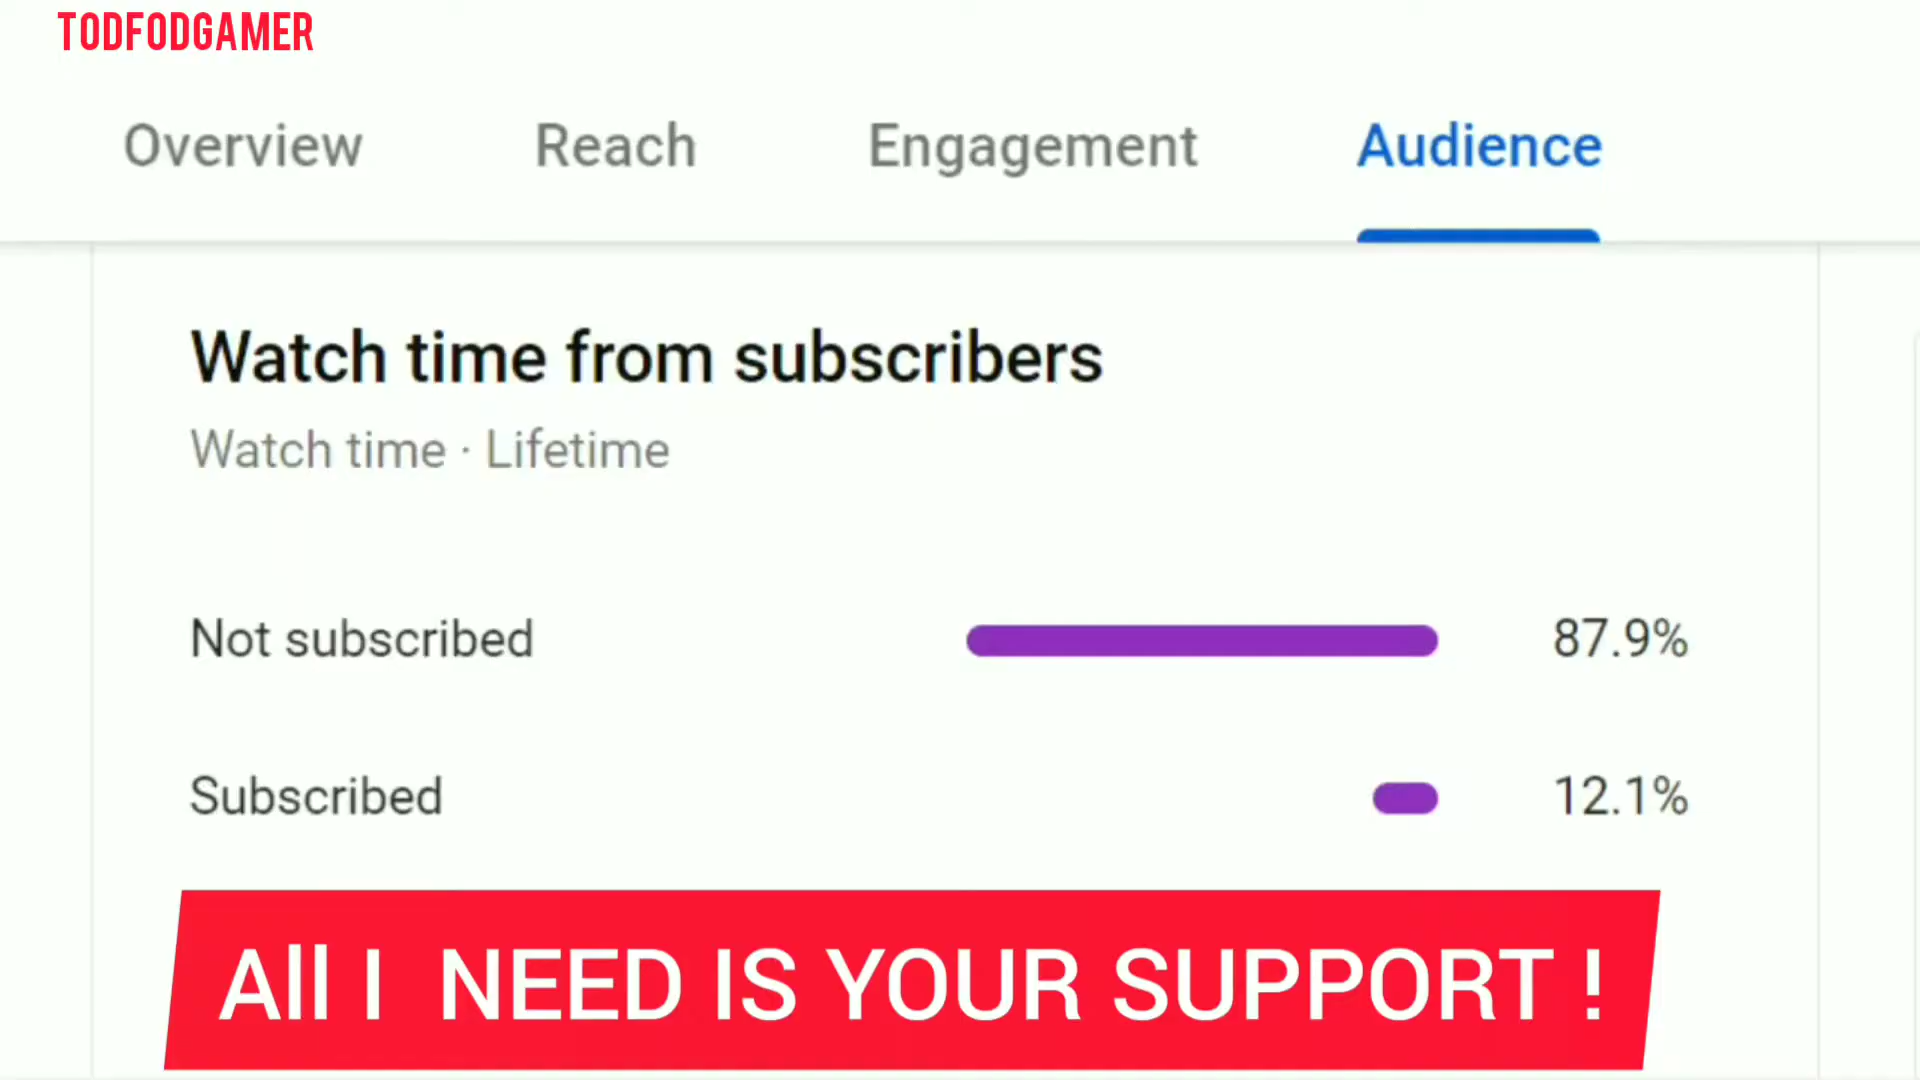 TODFODGAMER
Overview Reach Engagement Audience
Watch time from subscribers
Watch time · Lifetime
Not subscribed 87.9%
Subscribed 12.1%
All I NEED IS YOUR SUPPORT !